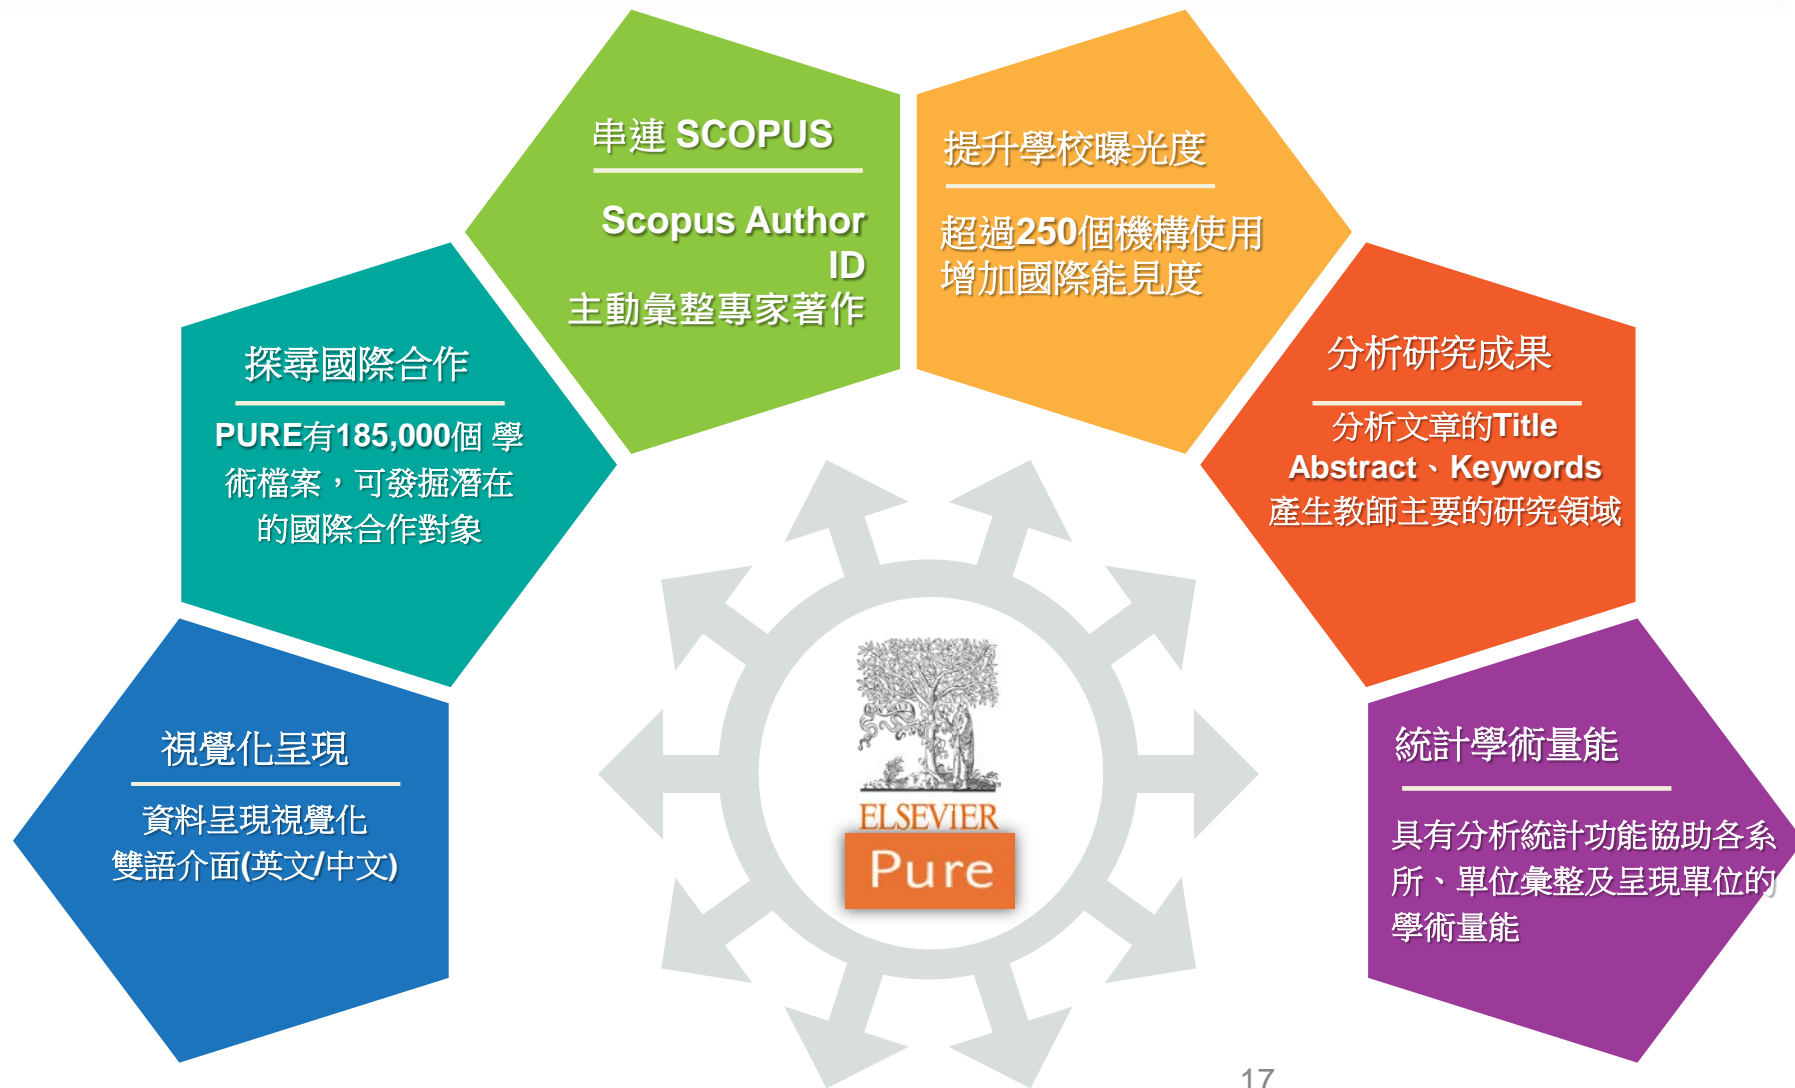 串連 SCOPUS
Scopus Author
ID
主動彙整專家著作
提升學校曝光度
超過250個機構使用
增加國際能見度
探尋國際合作
PURE有185,000個 學
術檔案，可發掘潛在
的國際合作對象
分析研究成果
分析文章的Title
Abstract、Keywords
產生教師主要的研究領域
視覺化呈現
資料呈現視覺化
雙語介面(英文/中文)
統計學術量能
具有分析統計功能協助各系
所、單位彙整及呈現單位的
學術量能
ELSEVIER
Pure
17